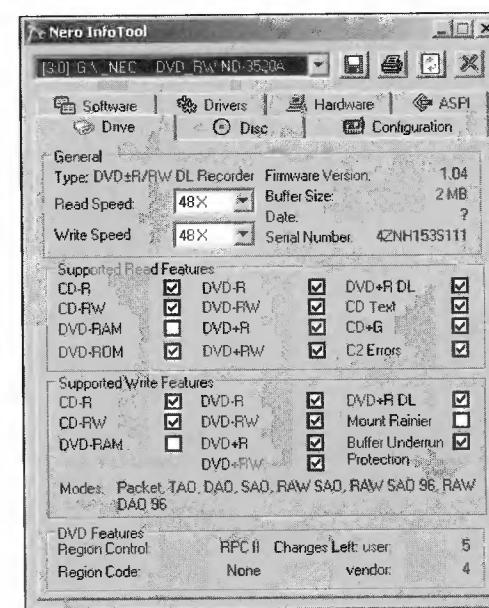 Nero InfoTool
[3:0] G:\ _NEC DVD_RW ND-3520A
Software Drivers Hardware ASPI
Drive Disc Configuration
General
Type: DVD±R/RW DL Recorder Firmware Version: 1.04
Read Speed: 48X Buffer Size: 2 MB
Date: ?
Write Speed 48X Serial Number: 4ZNH153S111
Supported Read Features
CD-R DVD-R DVD+R DL
CD-RW DVD-RW CD Text
DVD-RAM DVD+R CD+G
DVD-ROM DVD+RW C2 Errors
Supported Write Features
CD-R DVD-R DVD+R DL
CD-RW DVD-RW Mount Rainier
DVD-RAM DVD+R Buffer Underrun
DVD+RW Protection
Modes: Packet, TAO, DAO, SAO, RAW SAO, RAW SAO 96, RAW
DAO 96
DVD Features
Region Control: RPC II Changes Left: user: 5
Region Code: None vendor: 4